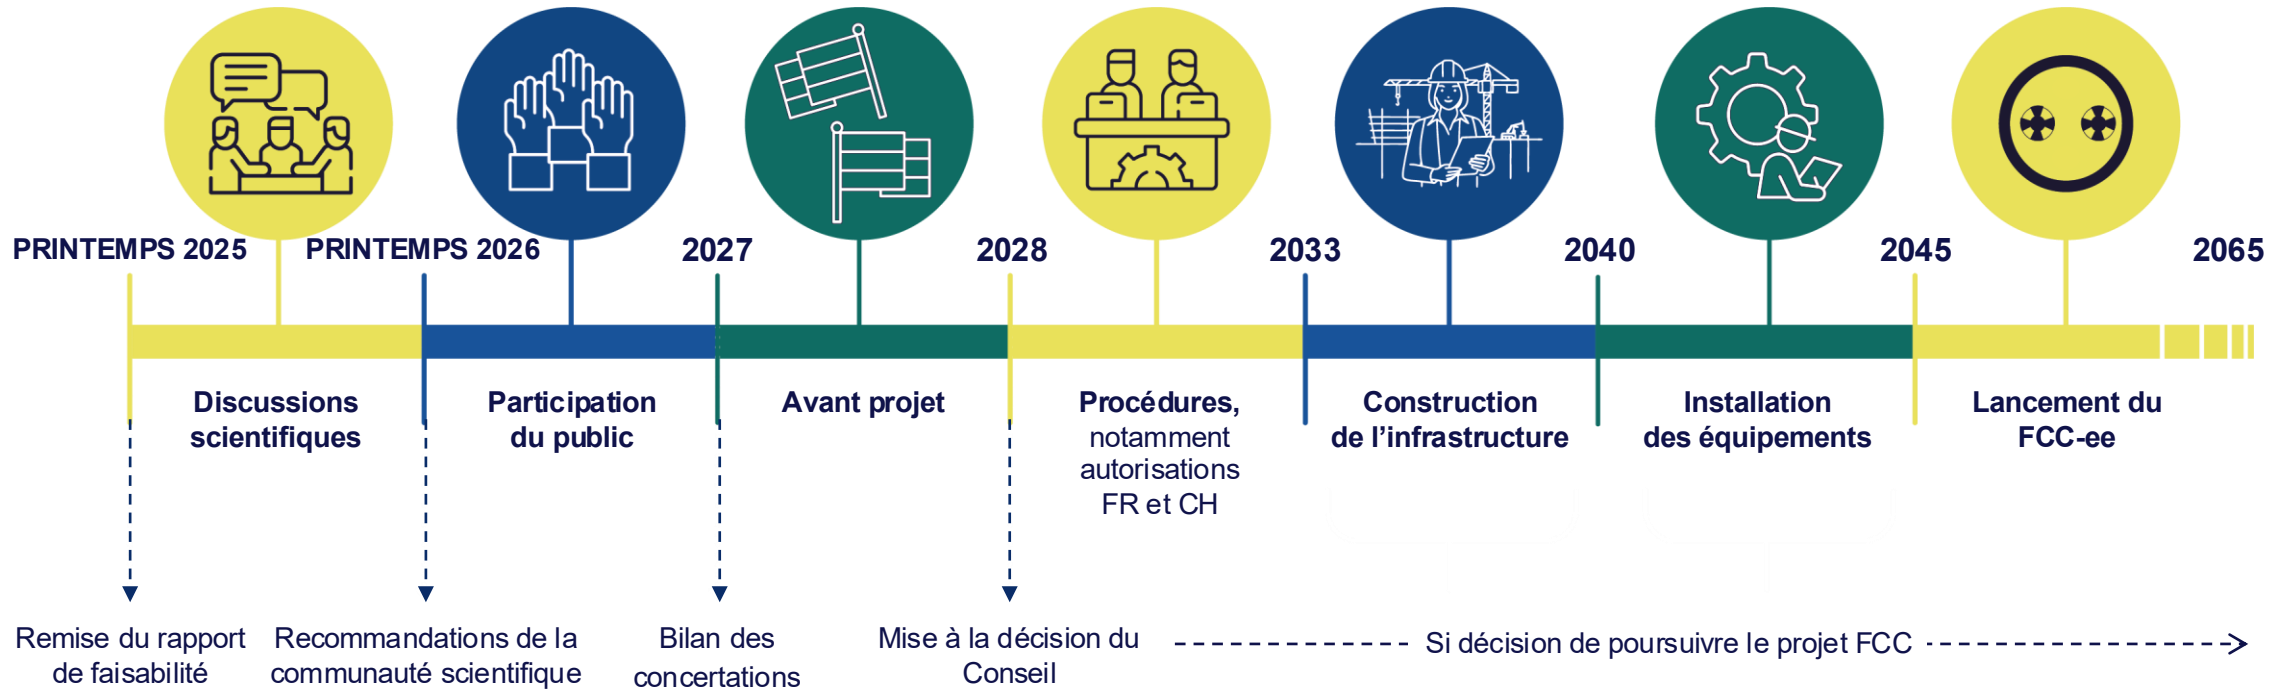 PRINTEMPS 2025
PRINTEMPS 2026
2027
2028
2033
2040
2045
2065
Discussions
scientifiques
Participation
du public
Avant projet
Procédures,
notamment
autorisations
FR et CH
Construction
de l’infrastructure
Installation
des équipements
Lancement du
FCC-ee
Remise du rapport
de faisabilité
Recommandations de la
communauté scientifique
Bilan des
concertations
Mise à la décision du
Conseil
Si décision de poursuivre le projet FCC